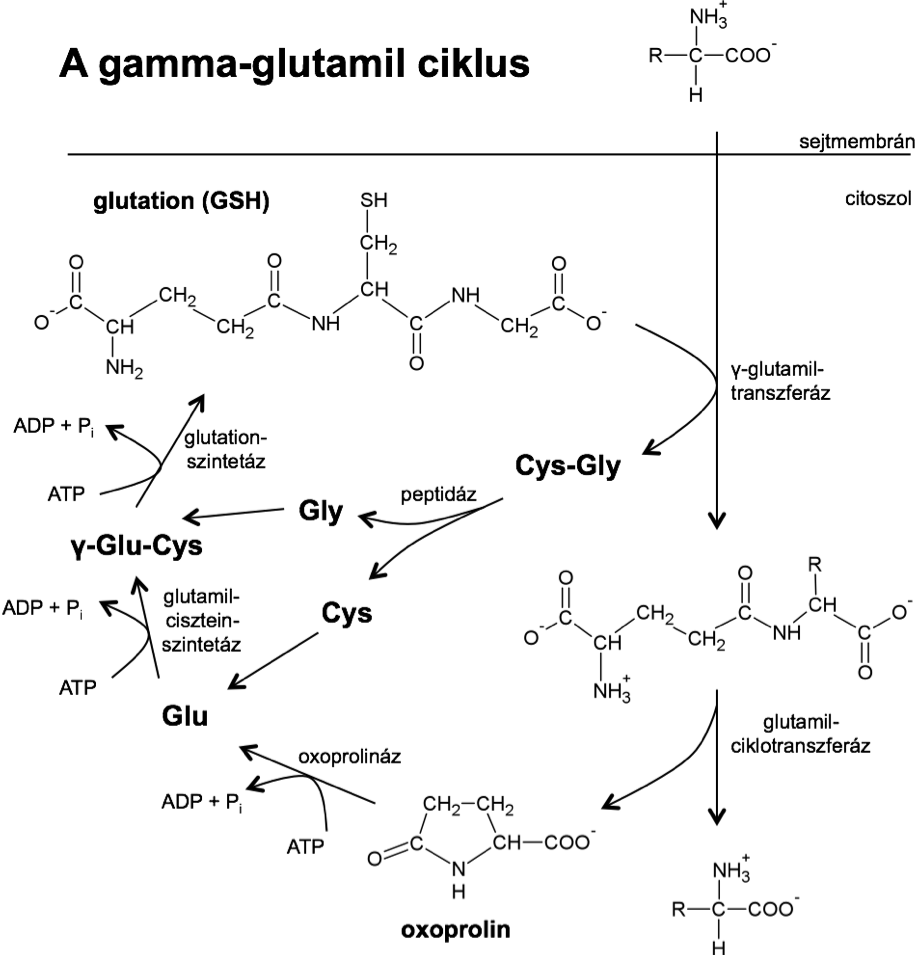 A gamma-glutamil ciklus
NH3+
R–C–COO-
H
sejtmembrán
citoszol
glutation (GSH)
SH
CH2
O
O
O
C
CH2
C
CH
NH
C
O-
CH
CH2
NH
C
CH2
O-
NH2
O
γ-glutamil-
transzferáz
ADP + Pi
glutation-
szintetáz
ATP
Cys-Gly
peptidáz
Gly
γ-Glu-Cys
glutamil-
cisztein-
szintetáz
ADP + Pi
ATP
Cys
Glu
R
O
O
C
CH2
C
CH
O-
O-
CH
CH2
NH
C
NH3+
O
glutamil-
ciklotranszferáz
oxoprolináz
ADP + Pi
ATP
CH2–CH2
C
CH–COO-
O
N
H
oxoprolin
NH3+
R–C–COO-
H